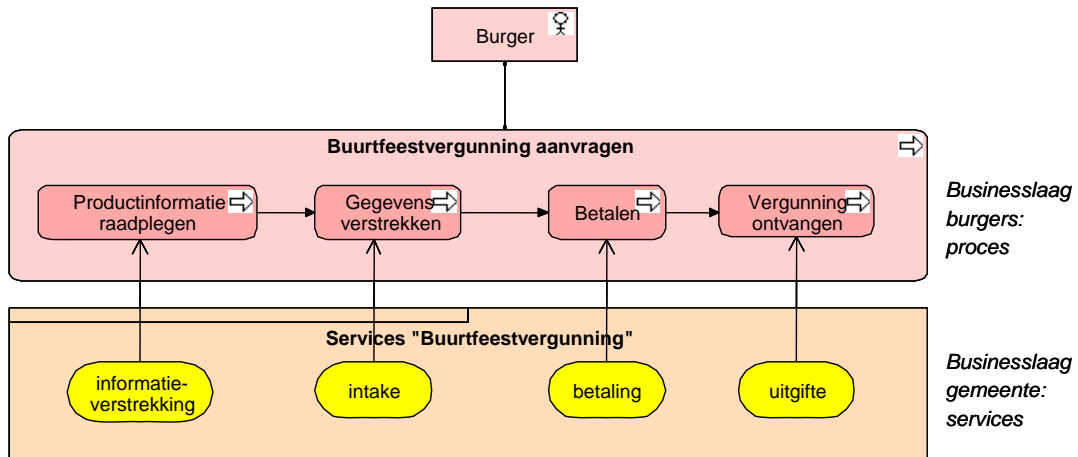 Burger
Buurtfeestvergunning aanvragen
Productinformatie
raadplegen
Gegevens
verstrekken
Betalen
Vergunning
ontvangen
Businesslaag
burgers:
proces
Services "Buurtfeestvergunning"
informatie-
verstrekking
intake
betaling
uitgifte
Businesslaag
gemeente:
services